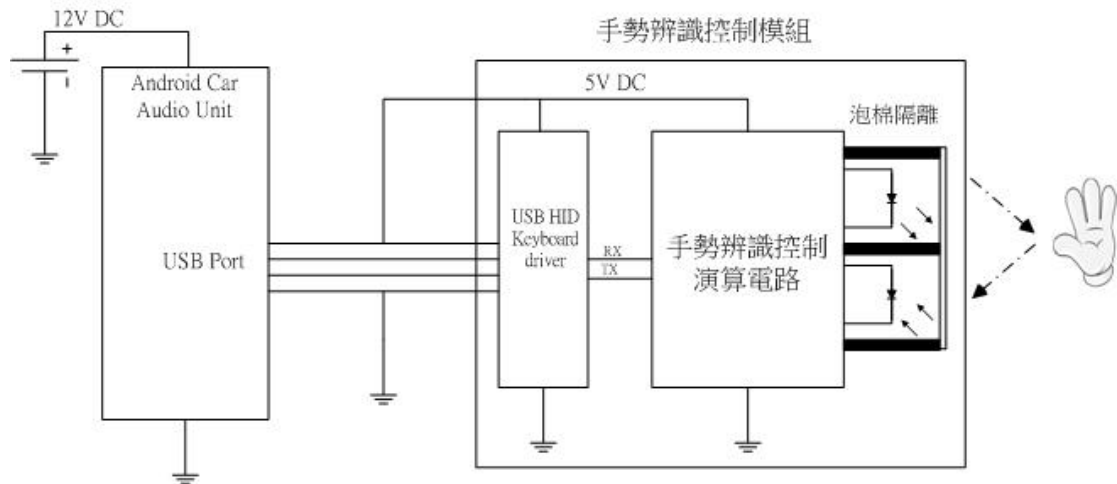 12V DC
+
Android Car
Audio Unit
USB Port
手勢辨識控制模組
5V DC
USB HID
Keyboard
driver
RX
TX
手勢辨識控制
演算電路
泡棉隔離